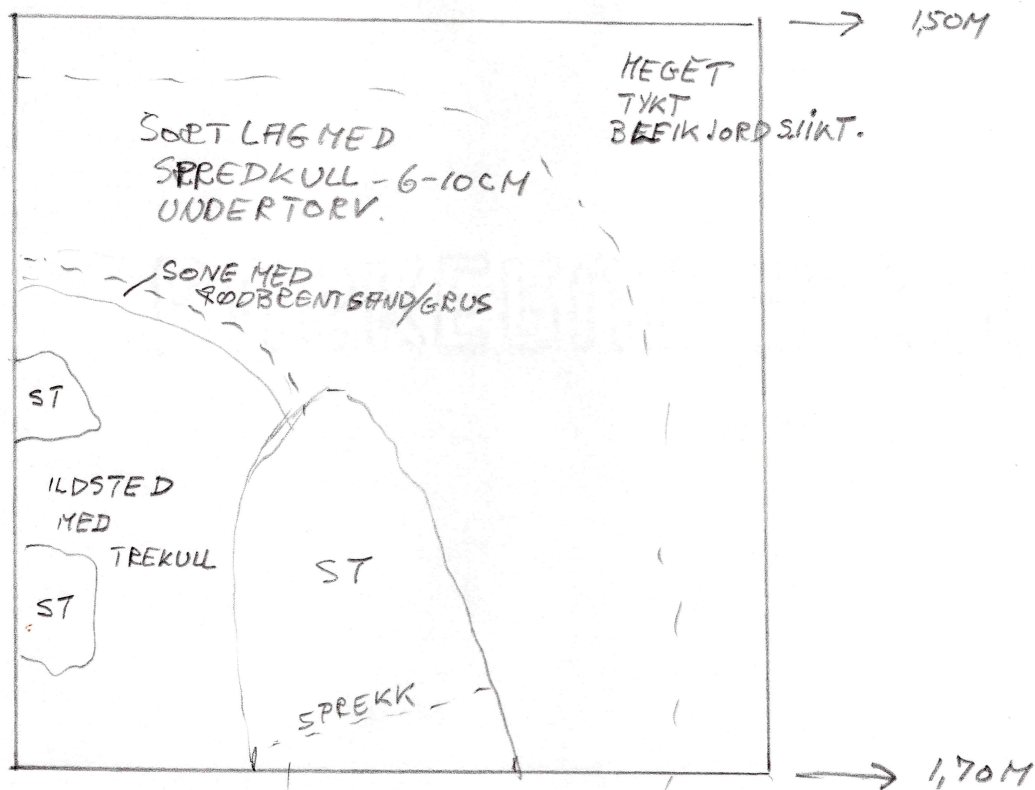 1,50M
MEGET
TYKT
BLEIKJORDSJIKT.
SORT LAG MED
SPREDKULL - 6-10CM
UNDER TORV.
SONE MED
RØDBRENT SAND/GRUS
ST
ILDSTED
MED
TREKULL
ST
ST
SPREKK
1,70M